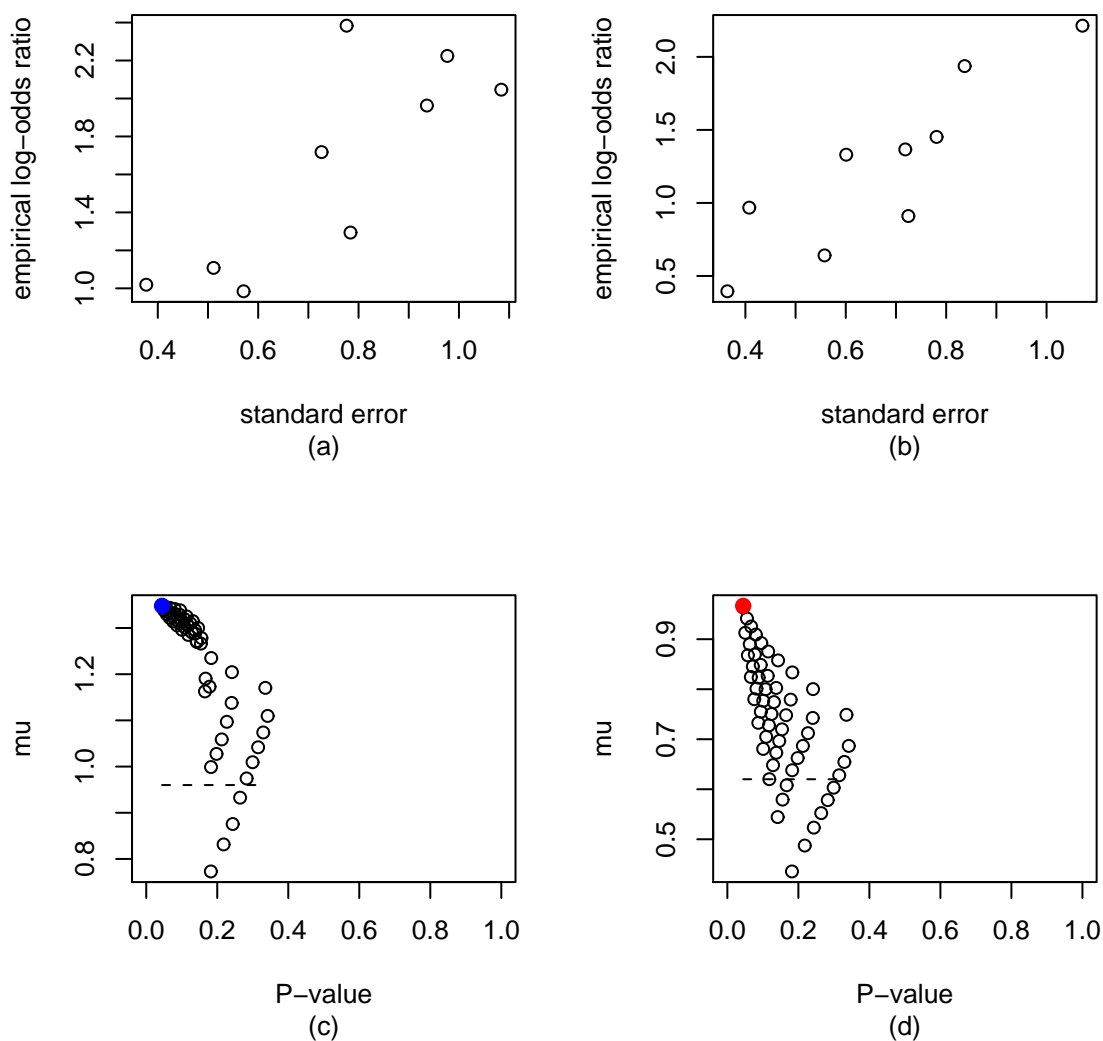 empirical log−odds ratio
1.0 1.4 1.8 2.2
0.4 0.6 0.8 1.0
standard error
(a)
empirical log−odds ratio
0.5 1.0 1.5 2.0
0.4 0.6 0.8 1.0
standard error
(b)
mu
0.8 1.0 1.2
0.0 0.2 0.4 0.6 0.8 1.0
P−value
(c)
mu
0.5 0.7 0.9
0.0 0.2 0.4 0.6 0.8 1.0
P−value
(d)